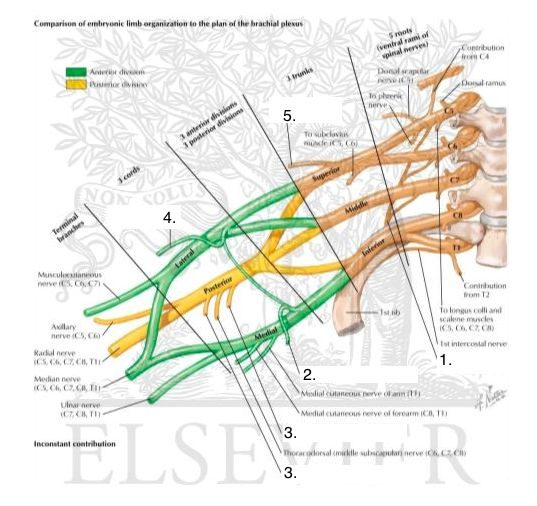 Comparison of embryonic limb organization to the plan of the brachial plexus
5 roots
(ventral rami of
spinal nerves)
Contribution
from C4
Anterior division
Posterior division
3 trunks
Dorsal scapular
nerve (C5)
Dorsal ramus
To phrenic
nerve
C5
3 anterior divisions
3 posterior divisions
5.
To subclavius
muscle (C5, C6)
C6
Superior
C7
3 cords
NON SOLUS
Middle
C8
Terminal
branches
4.
Inferior
T1
Lateral
Musculocutaneous
nerve (C5, C6, C7)
Posterior
Contribution
from T2
1st rib
To longus colli and
scalene muscles
(C5, C6, C7, C8)
Axillary
nerve (C5, C6)
Medial
1st intercostal nerve
Radial nerve
(C5, C6, C7, C8, T1)
1.
2.
Median nerve
(C5, C6, C7, C8, T1)
Medial cutaneous nerve of arm (T1)
Ulnar nerve
(C7, C8, T1)
Medial cutaneous nerve of forearm (C8, T1)
3.
Inconstant contribution
Thoracodorsal (middle subscapular) nerve (C6, C7, C8)
3.
ELSEVIER